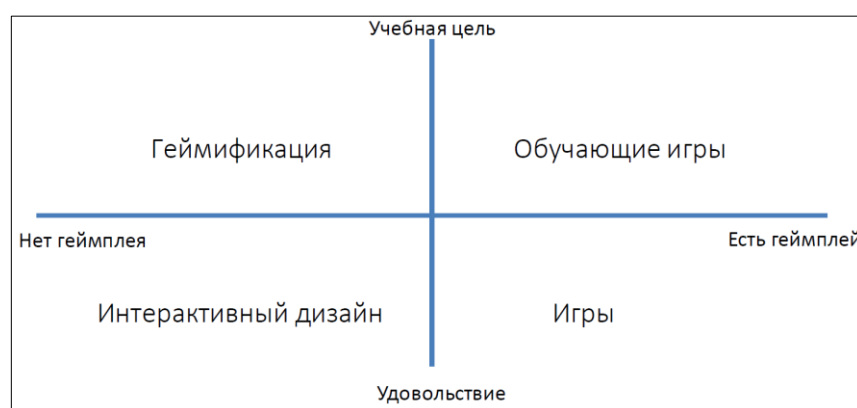 Учебная цель
Геймификация
Обучающие игры
Нет геймплея
Есть геймплей
Интерактивный дизайн
Игры
Удовольствие